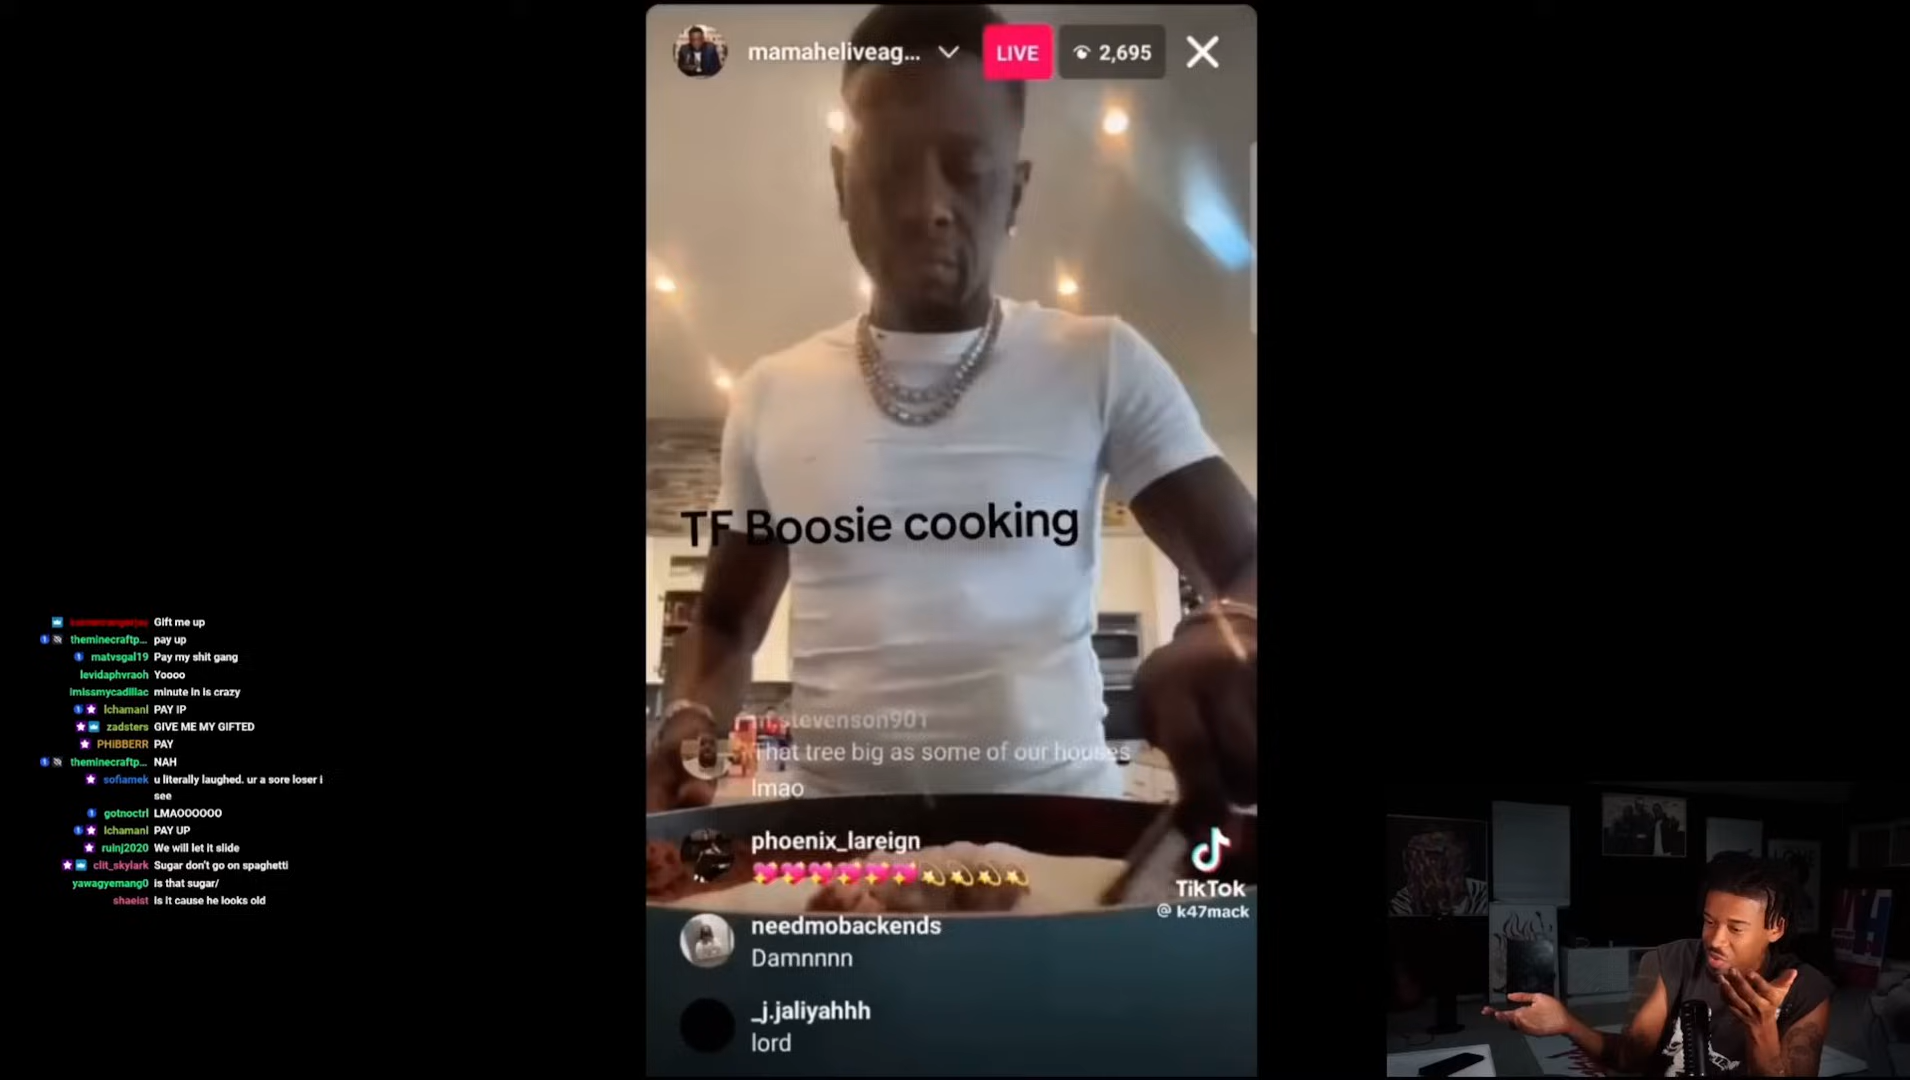 mamaheliveag...
LIVE
2,695
TF Boosie cooking
That tree big as some of our houses
lmao
phoenix_lareign
needmobackends
Damnnnn
_j.jaliyahhh
lord
TikTok
@ k47mack
Gift me up
theminecraftp... pay up
matvsgal19 Pay my shit gang
levidaphvraoh Yoooo
imissmycadillac minute in is crazy
lchamanl PAY IP
zadsters GIVE ME MY GIFTED
PHIBBERR PAY
theminecraftp... NAH
sofiamek u literally laughed. ur a sore loser i
see
gotnoctrl LMAOOOOOO
lchamanl PAY UP
ruinj2020 We will let it slide
clit_skylark Sugar don't go on spaghetti
yawagyemang0 is that sugar/
shaeist Is it cause he looks old